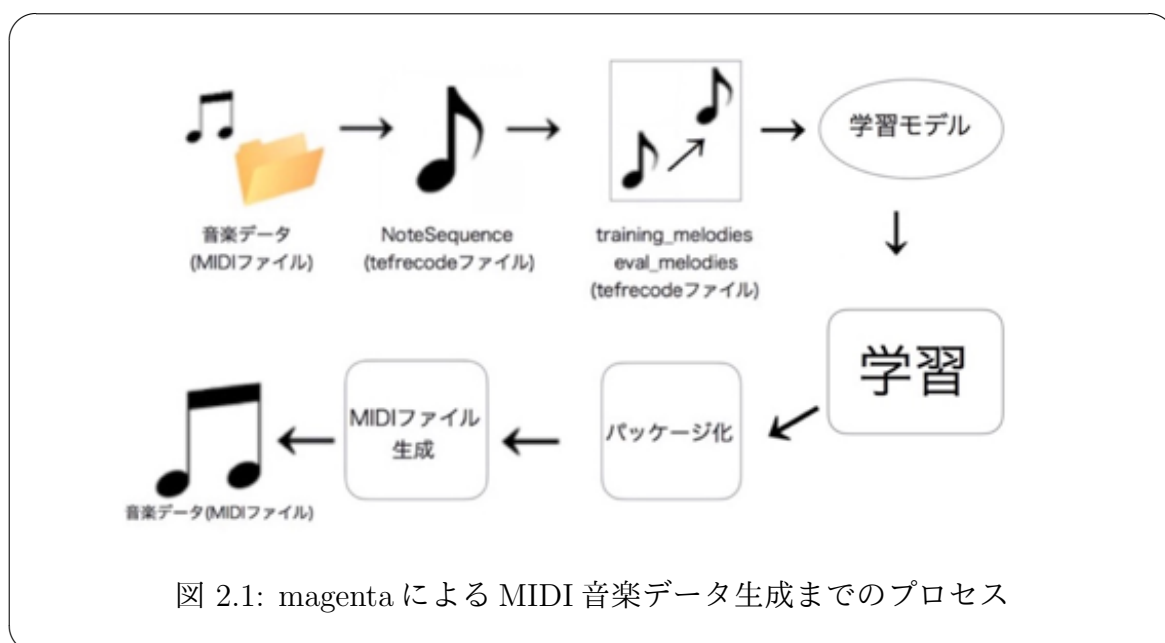 音楽データ
(MIDIファイル)
NoteSequence
(tefrecodeファイル)
training_melodies
eval_melodies
(tefrecodeファイル)
学習モデル
学習
パッケージ化
MIDIファイル
生成
音楽データ(MIDIファイル)
図 2.1: magenta による MIDI 音楽データ生成までのプロセス